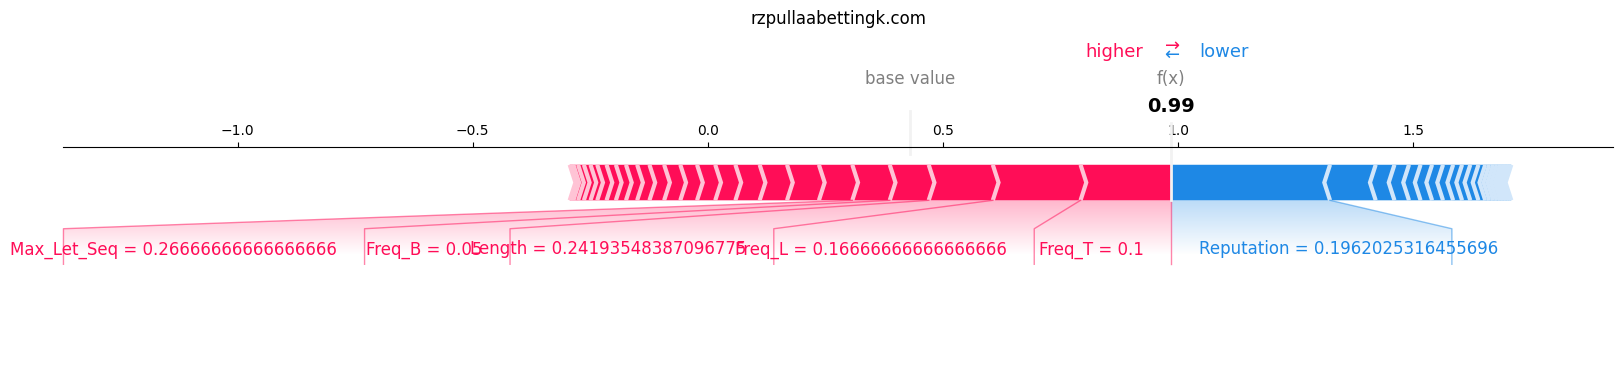 rzpullaabettingk.com
higher ⇄ lower
base value f(x)
0.99
−1.0 −0.5 0.0 0.5 1.0 1.5
Max_Let_Seq = 0.26666666666666666 Freq_B = 0.05 Length = 0.24193548387096775 Freq_L = 0.16666666666666666 Freq_T = 0.1 Reputation = 0.1962025316455696